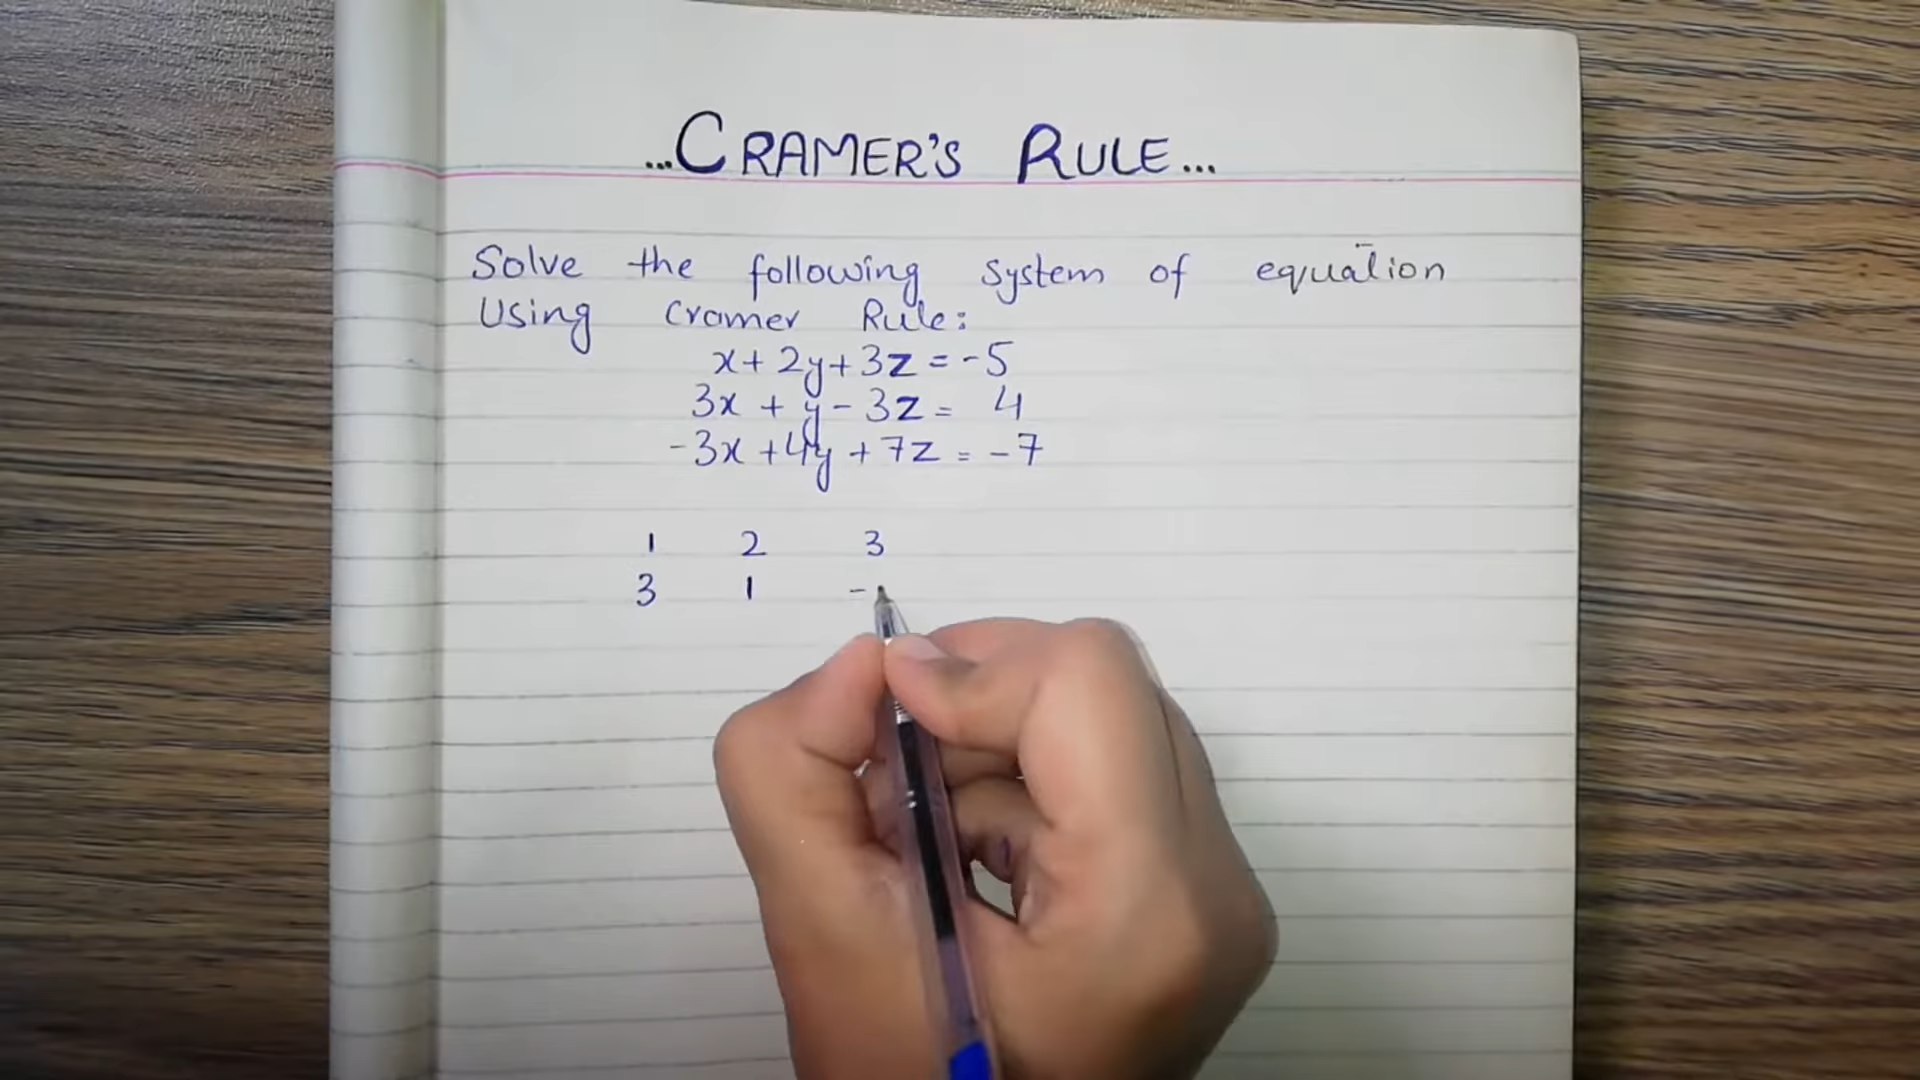 ...CRAMER'S RULE...
Solve the following system of equation
Using Cramer Rule:
x + 2y + 3z = -5
3x + y - 3z = 4
-3x + 4y + 7z = -7
1 2 3
3 1 -